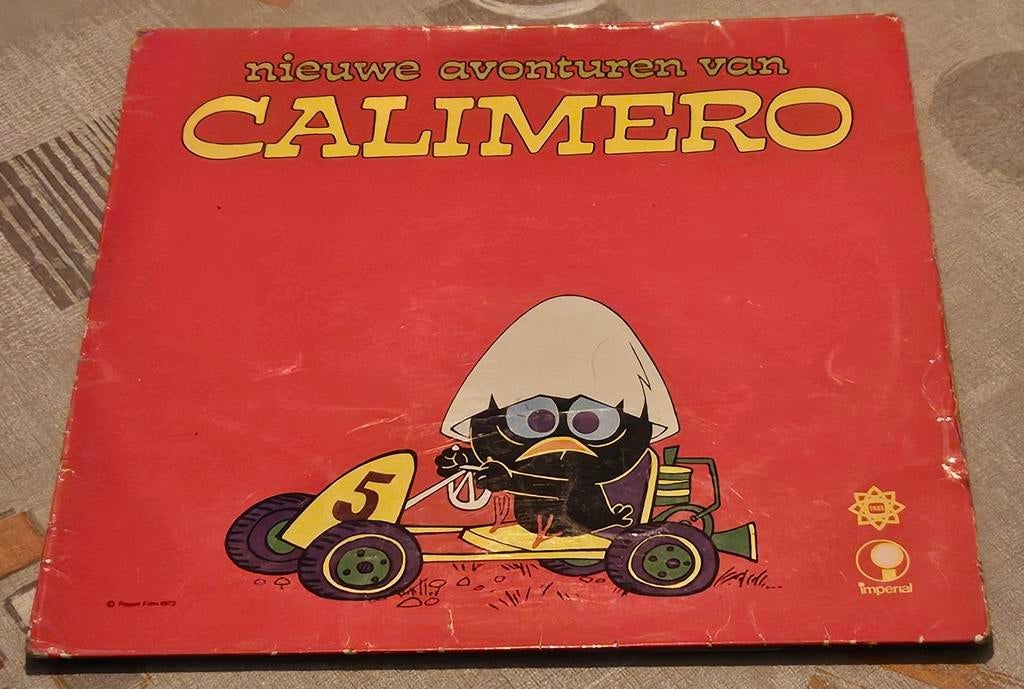 nieuwe avonturen van
CALIMERO
5
imperial